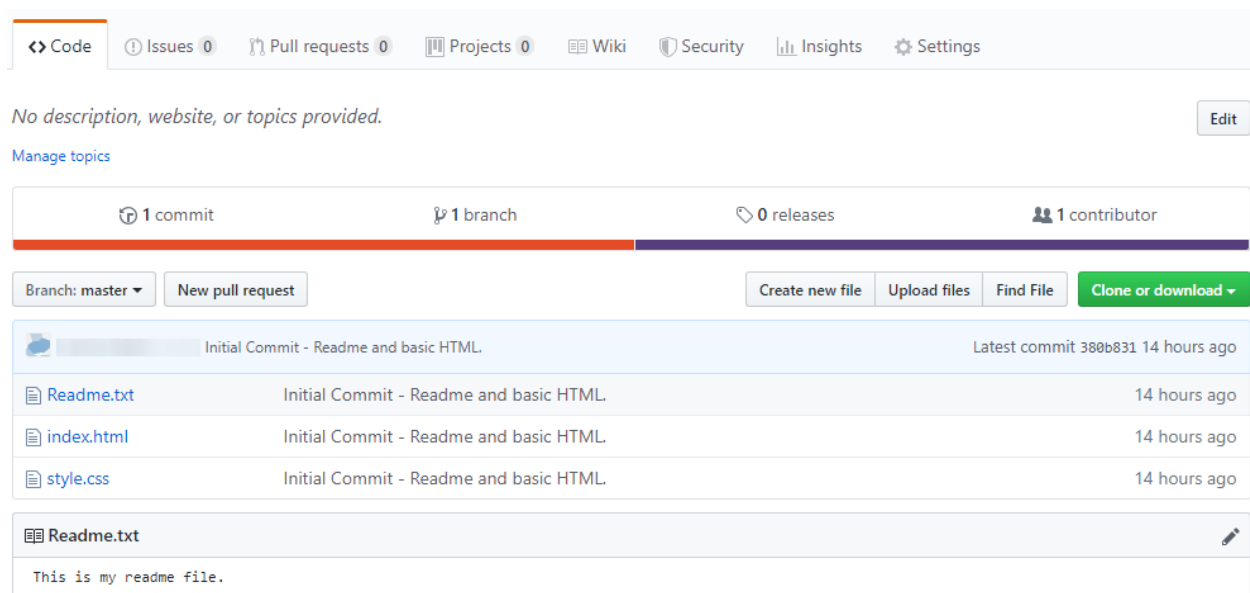 Code Issues 0 Pull requests 0 Projects 0 Wiki Security Insights Settings
No description, website, or topics provided. Edit
Manage topics
1 commit 1 branch 0 releases 1 contributor
Branch: master New pull request Create new file Upload files Find File Clone or download
Initial Commit - Readme and basic HTML. Latest commit 380b831 14 hours ago
Readme.txt Initial Commit - Readme and basic HTML. 14 hours ago
index.html Initial Commit - Readme and basic HTML. 14 hours ago
style.css Initial Commit - Readme and basic HTML. 14 hours ago
Readme.txt
This is my readme file.